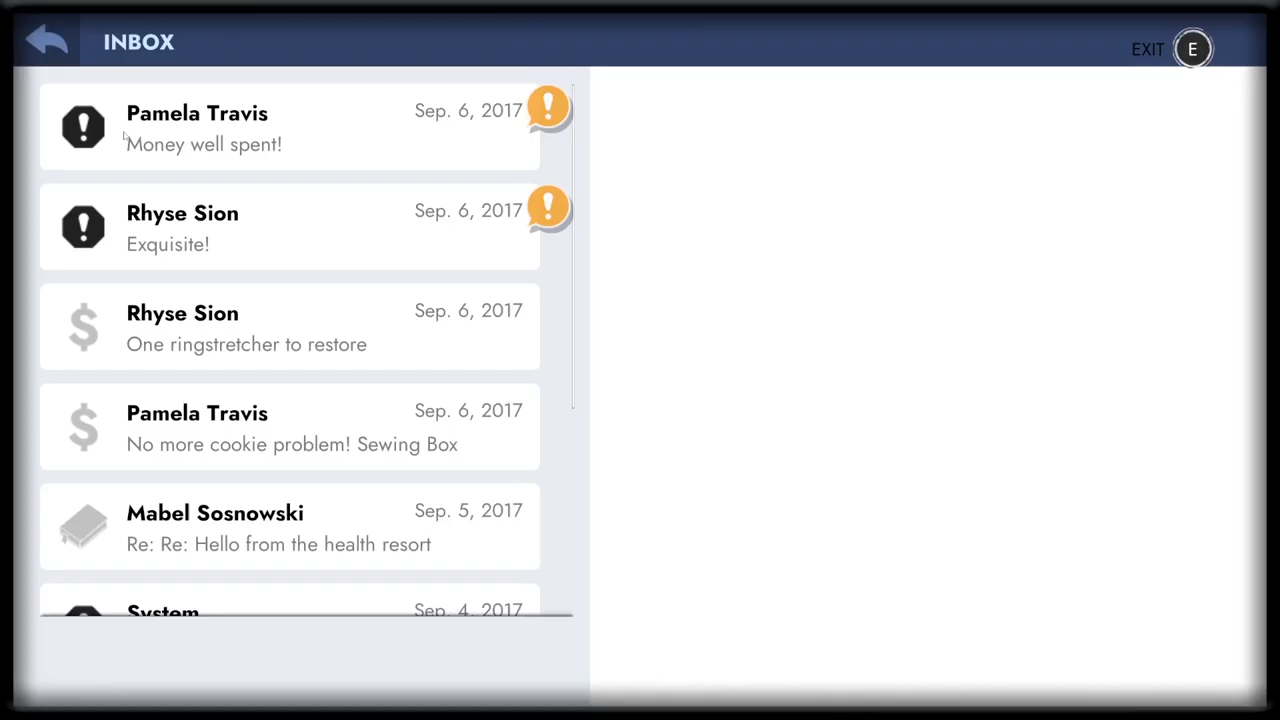 INBOX
EXIT E
Pamela Travis Sep. 6, 2017
Money well spent!
Rhyse Sion Sep. 6, 2017
Exquisite!
Rhyse Sion Sep. 6, 2017
One ringstretcher to restore
Pamela Travis Sep. 6, 2017
No more cookie problem! Sewing Box
Mabel Sosnowski Sep. 5, 2017
Re: Re: Hello from the health resort
System Sep. 4, 2017